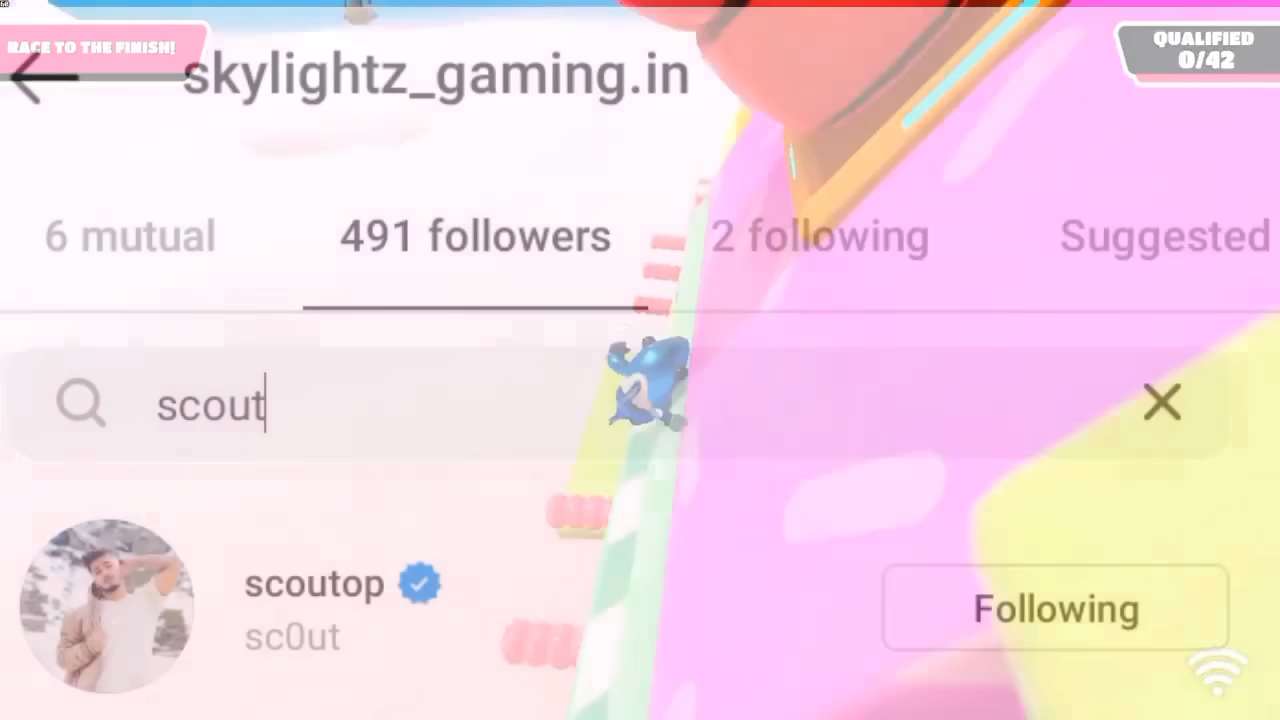 68
RACE TO THE FINISH!
QUALIFIED
0/42
skylightz_gaming.in
6 mutual
491 followers
2 following
Suggested
scout
scoutop
sc0ut
Following